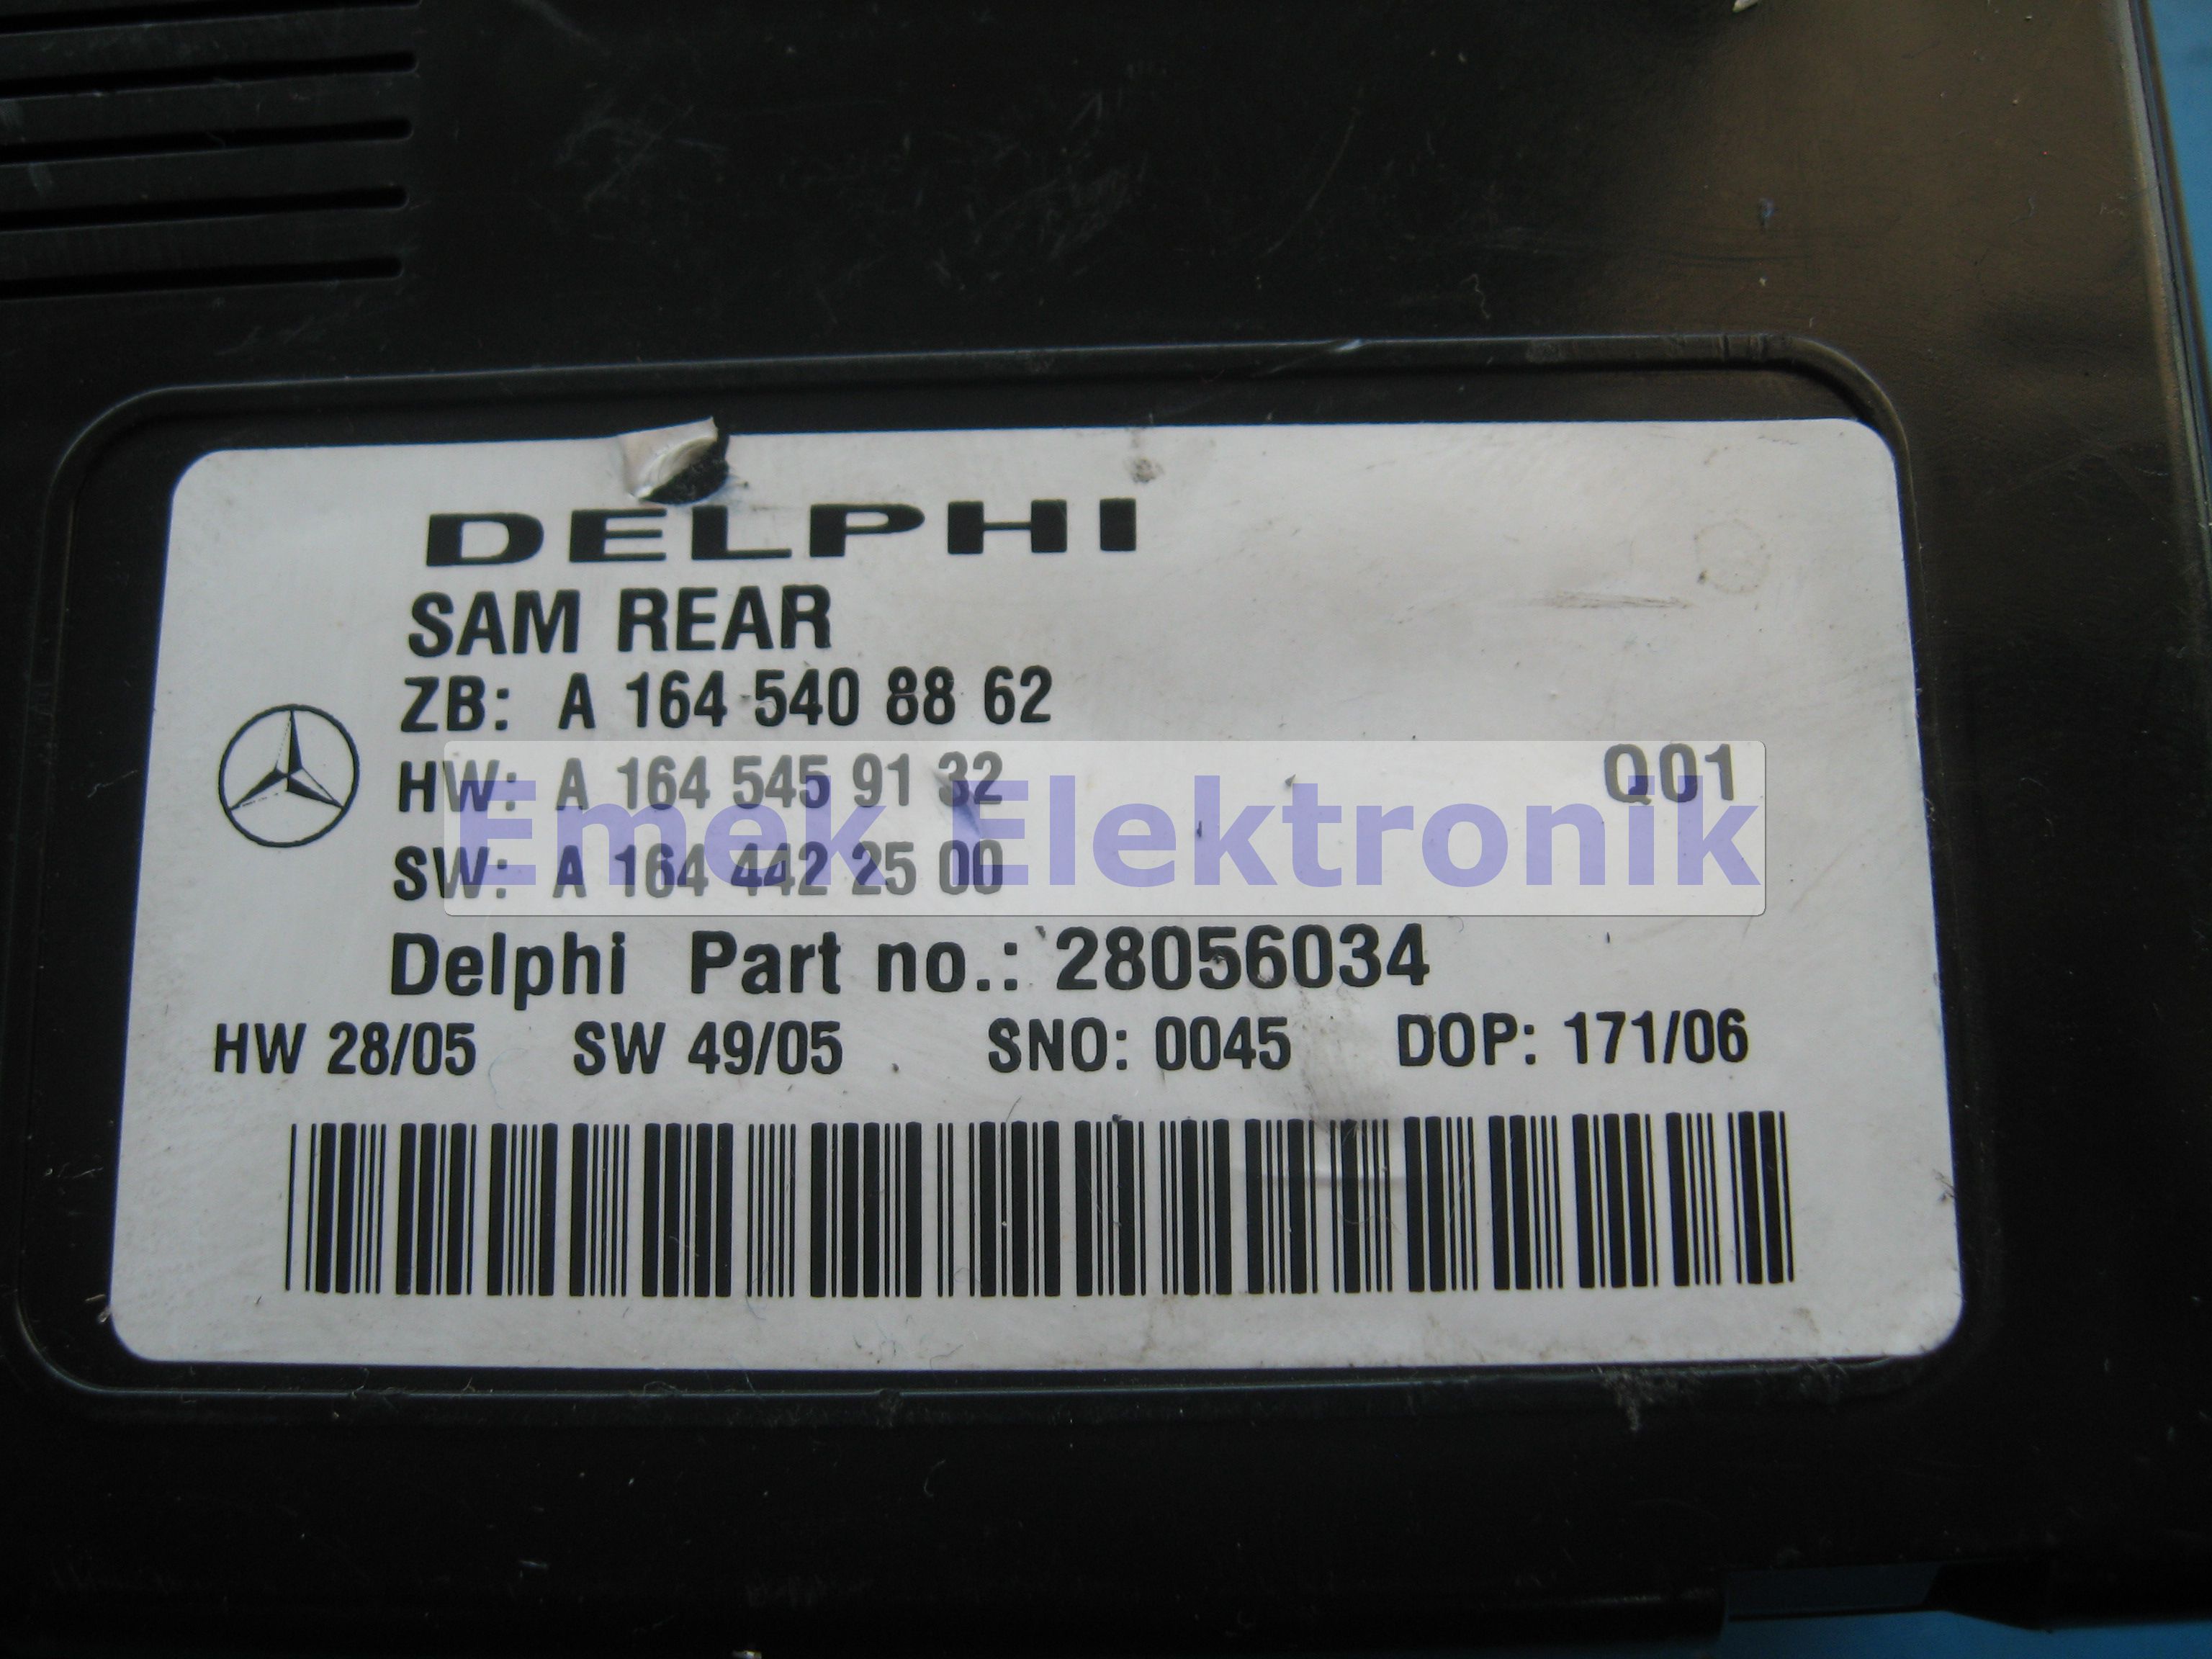 DELPHI
SAM REAR
ZB: A 164 540 88 62
HW: A 164 545 91 32 Q01
SW: A 164 442 25 00
Emek Elektronik
Delphi Part no.: 28056034
HW 28/05 SW 49/05 SNO: 0045 DOP: 171/06